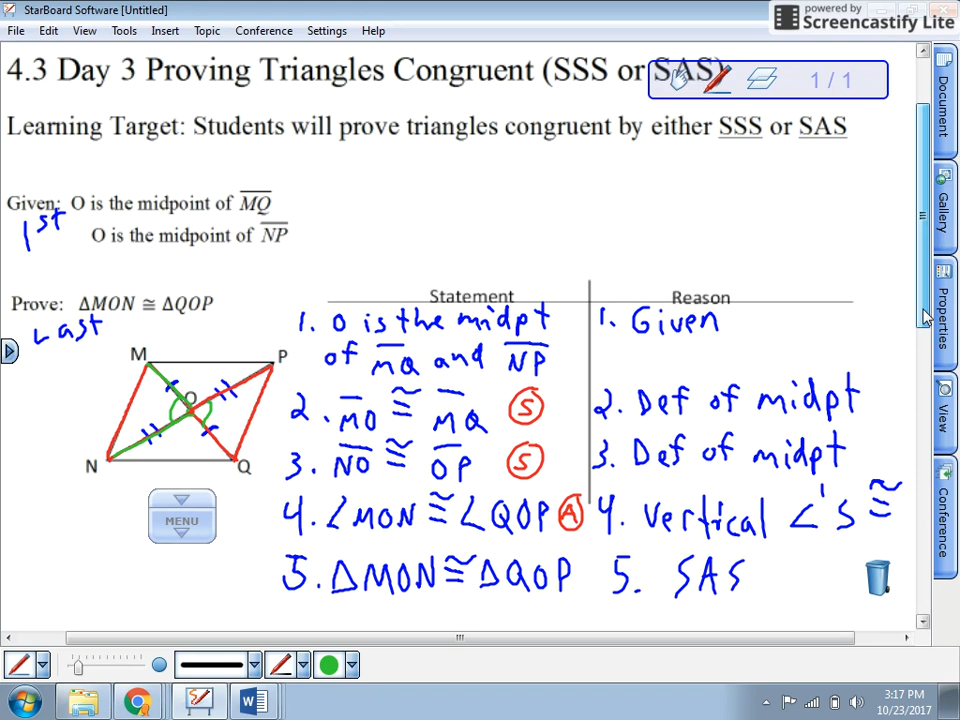 StarBoard Software [Untitled]
powered by
Screencastify Lite
File Edit View Tools Insert Topic Conference Settings Help
4.3 Day 3 Proving Triangles Congruent (SSS or SAS)
1 / 1
Learning Target: Students will prove triangles congruent by either SSS or SAS
Given: O is the midpoint of MQ
1st
O is the midpoint of NP
Prove: ΔMON ≅ ΔQOP
Last
Statement Reason
1. O is the midpt 1. Given
of MQ and NP
2. MO ≅ MQ S 2. Def of midpt
3. NO ≅ OP S 3. Def of midpt
4. ∠MON ≅ ∠QOP A 4. Vertical ∠'s ≅
5. ΔMON ≅ ΔQOP 5. SAS
M P
O
N Q
MENU
Document
Gallery
Properties
View
Conference
3:17 PM
10/23/2017